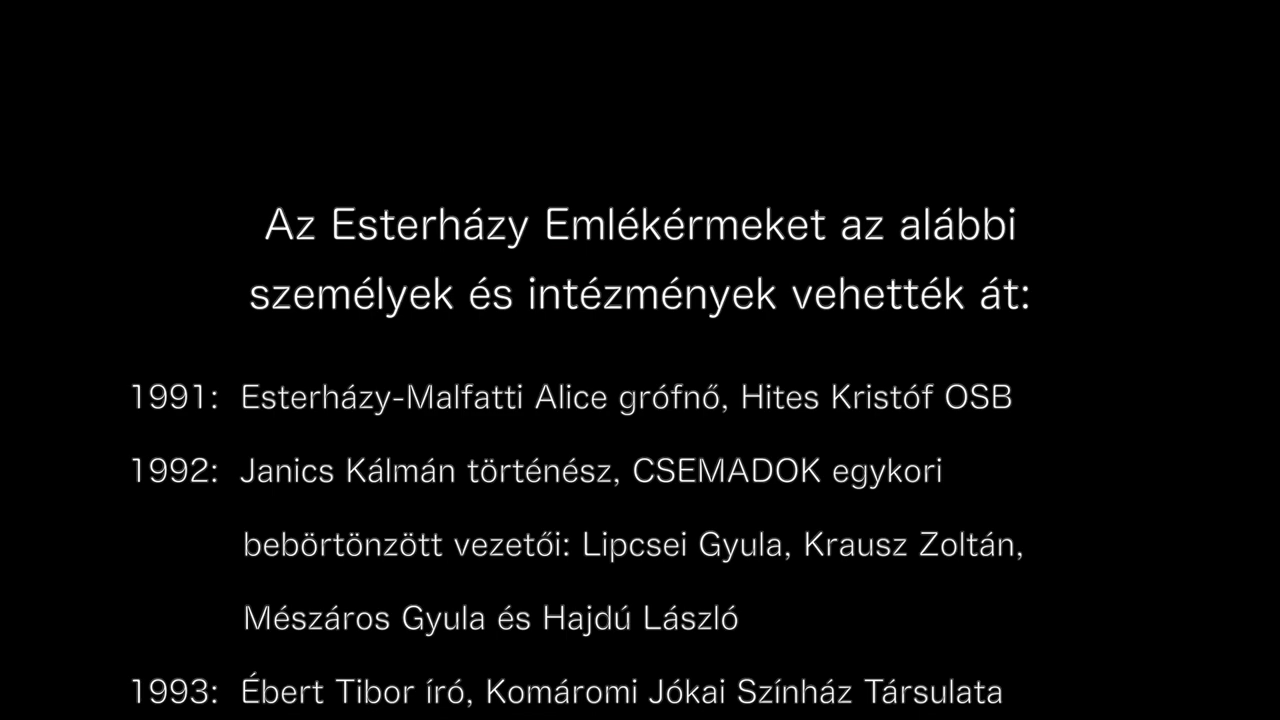 Az Esterházy Emlékérmeket az alábbi
személyek és intézmények vehették át:
1991: Esterházy-Malfatti Alice grófnő, Hites Kristóf OSB
1992: Janics Kálmán történész, CSEMADOK egykori
bebörtönzött vezetői: Lipcsei Gyula, Krausz Zoltán,
Mészáros Gyula és Hajdú László
1993: Ébert Tibor író, Komáromi Jókai Színház Társulata